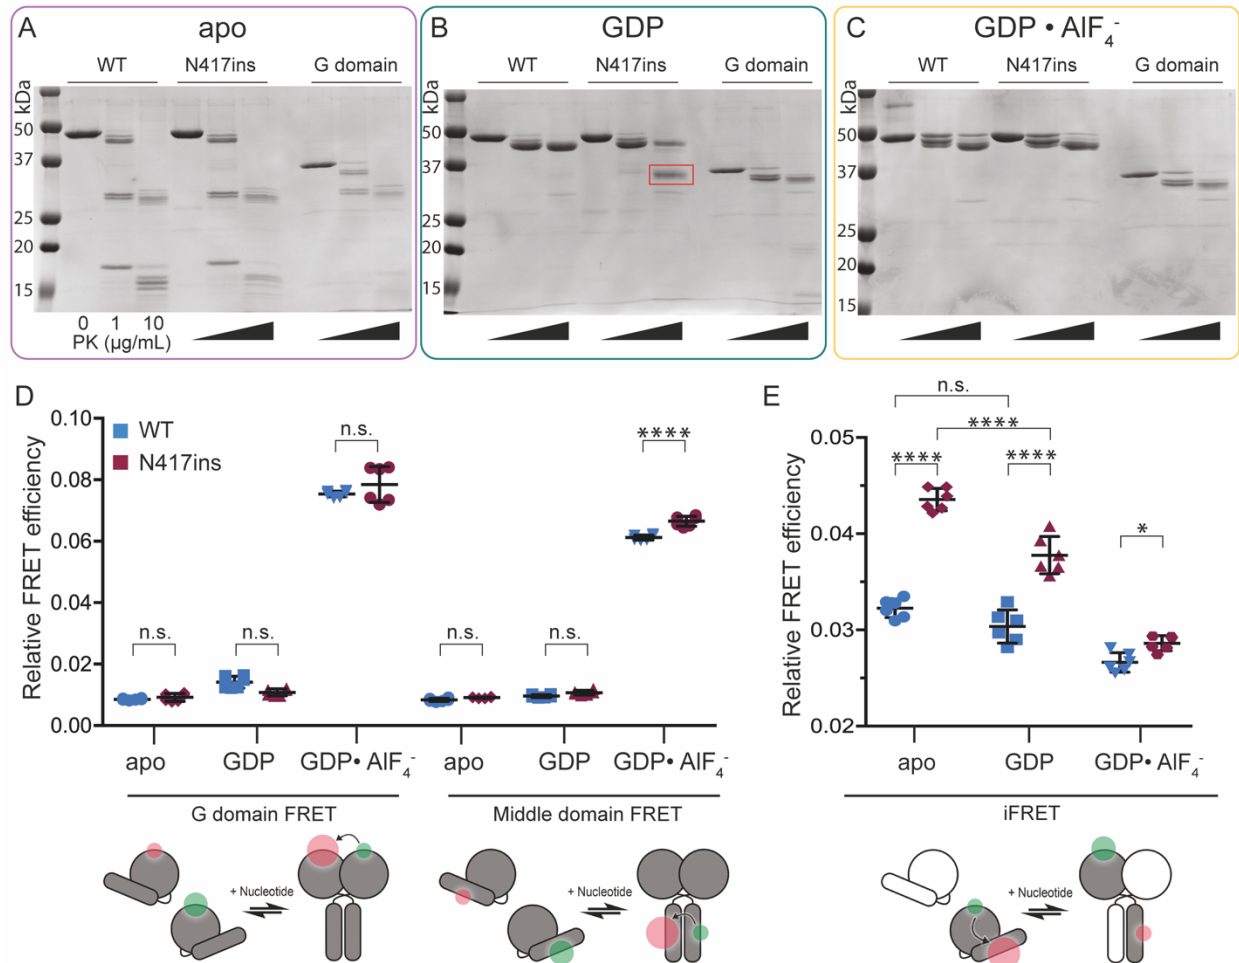 A apo
WT N417ins G domain
kDa
50
37
25
20
15
0 1 10
PK (µg/mL)
B GDP
WT N417ins G domain
kDa
50
37
25
20
15
C GDP • AlF4-
WT N417ins G domain
kDa
50
37
25
20
15
D
WT
N417ins
Relative FRET efficiency
0.10
0.08
0.06
0.04
0.02
0.00
n.s. n.s. n.s. n.s. n.s. ****
apo GDP GDP• AlF4- apo GDP GDP• AlF4-
G domain FRET Middle domain FRET
+ Nucleotide + Nucleotide
E
Relative FRET efficiency
0.05
0.04
0.03
0.02
n.s.
****
**** **** *
apo GDP GDP• AlF4-
iFRET
+ Nucleotide